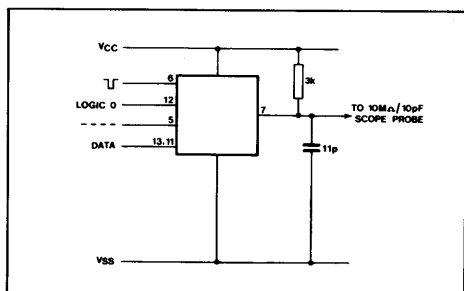 VCC
6
3k
LOGIC 0
12
7
TO 10MΩ/10pF
SCOPE PROBE
5
DATA
13,11
11p
VSS